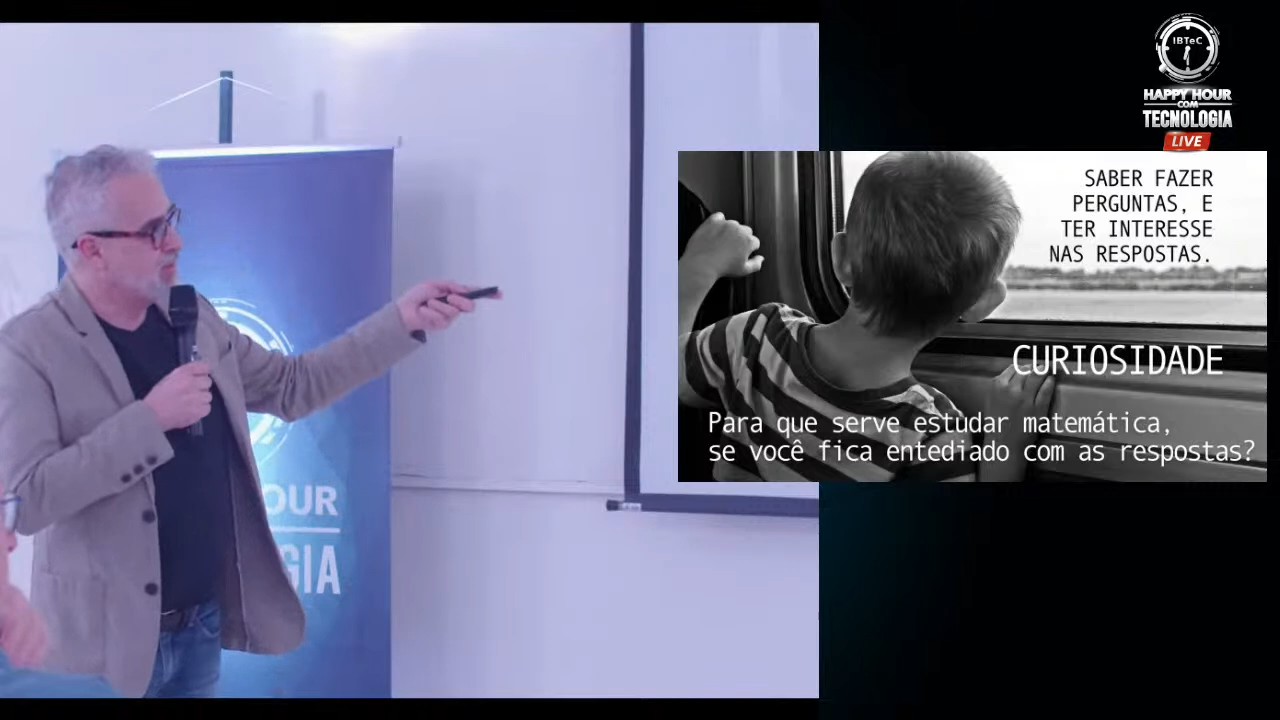 IBTeC
HAPPY HOUR
COM
TECNOLOGIA
LIVE
SABER FAZER
PERGUNTAS, E
TER INTERESSE
NAS RESPOSTAS.
CURIOSIDADE
Para que serve estudar matemática,
se você fica entediado com as respostas?
OUR
GIA